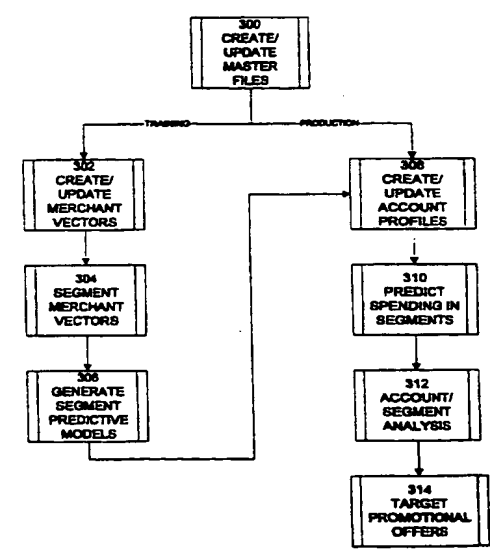 300
CREATE/
UPDATE
MASTER
FILES
TRAINING
PRODUCTION
302
CREATE/
UPDATE
MERCHANT
VECTORS
304
SEGMENT
MERCHANT
VECTORS
306
GENERATE
SEGMENT
PREDICTIVE
MODELS
308
CREATE/
UPDATE
ACCOUNT
PROFILES
310
PREDICT
SPENDING IN
SEGMENTS
312
ACCOUNT/
SEGMENT
ANALYSIS
314
TARGET
PROMOTIONAL
OFFERS